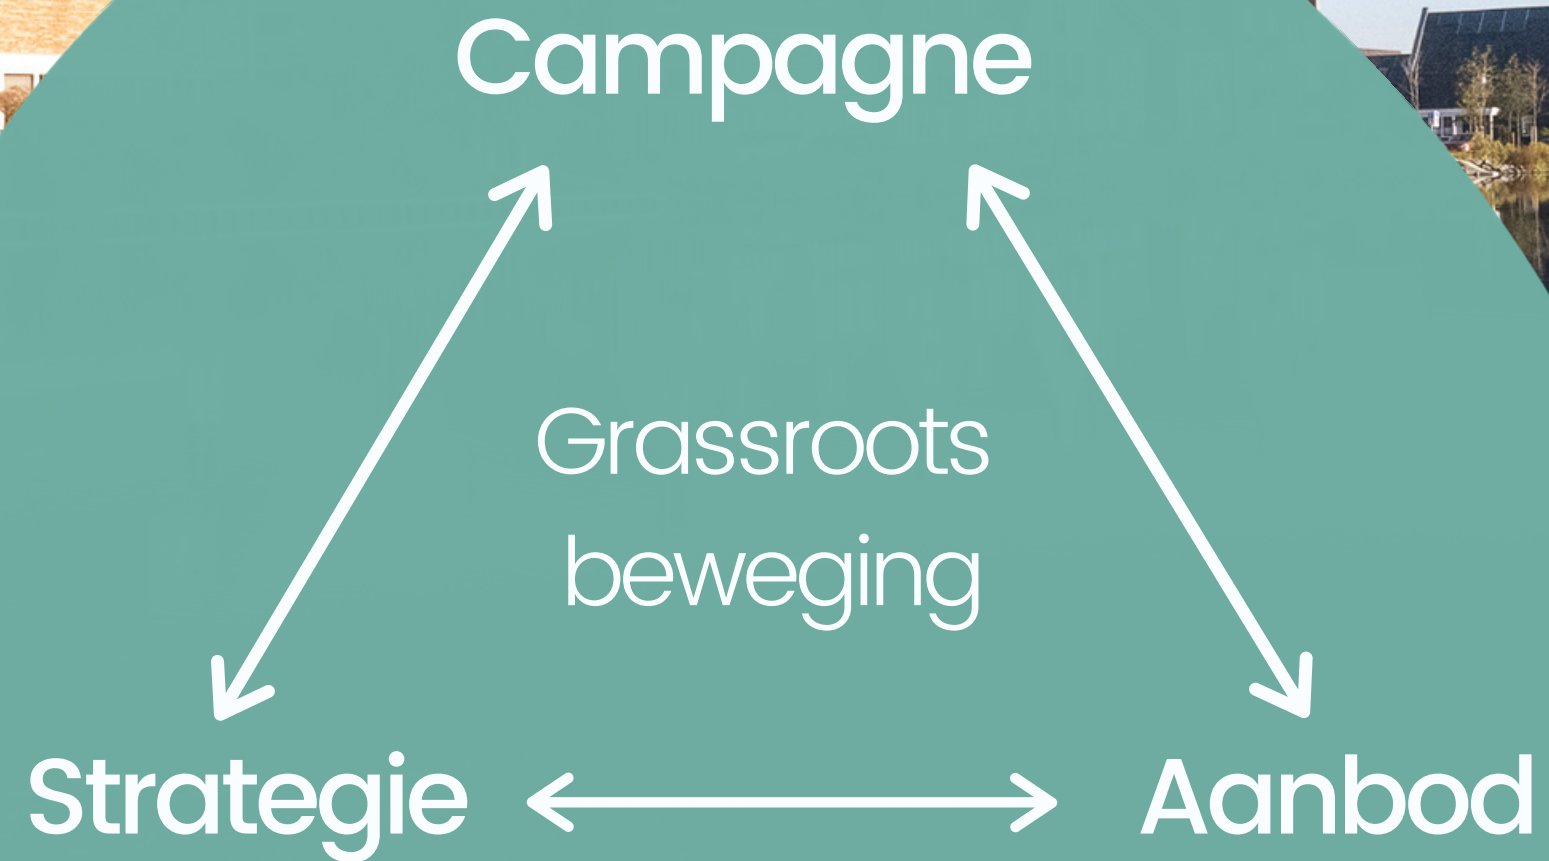 Campagne
Grassroots
beweging
Strategie
Aanbod